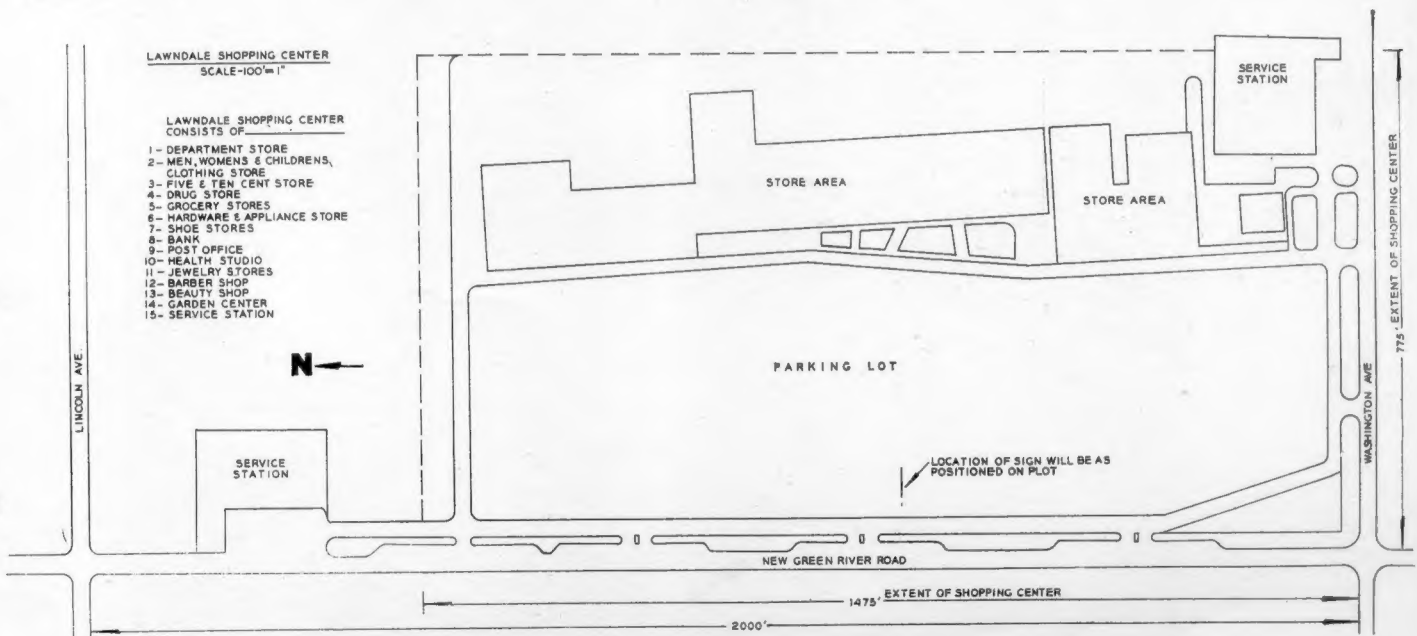 LAWNDALE SHOPPING CENTER
SCALE-100'=1"
LAWNDALE SHOPPING CENTER
CONSISTS OF
1- DEPARTMENT STORE
2- MEN, WOMENS & CHILDRENS,
CLOTHING STORE
3- FIVE & TEN CENT STORE
4- DRUG STORE
5- GROCERY STORES
6- HARDWARE & APPLIANCE STORE
7- SHOE STORES
8- BANK
9- POST OFFICE
10- HEALTH STUDIO
11- JEWELRY STORES
12- BARBER SHOP
13- BEAUTY SHOP
14- GARDEN CENTER
15- SERVICE STATION
N
LINCOLN AVE.
SERVICE
STATION
STORE AREA
STORE AREA
SERVICE
STATION
PARKING LOT
LOCATION OF SIGN WILL BE AS
POSITIONED ON PLOT
775' EXTENT OF SHOPPING CENTER
WASHINGTON AVE
NEW GREEN RIVER ROAD
1475' EXTENT OF SHOPPING CENTER
2000'